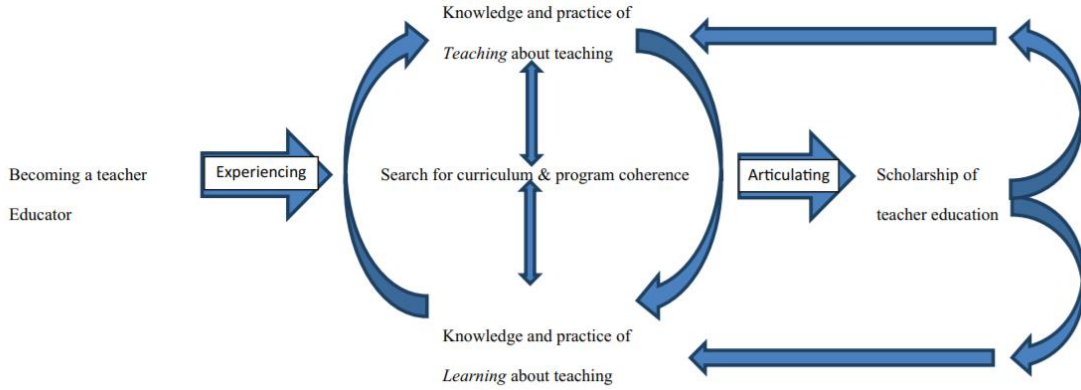 Knowledge and practice of
Teaching about teaching
Becoming a teacher
Educator
Experiencing
Search for curriculum & program coherence
Articulating
Scholarship of
teacher education
Knowledge and practice of
Learning about teaching